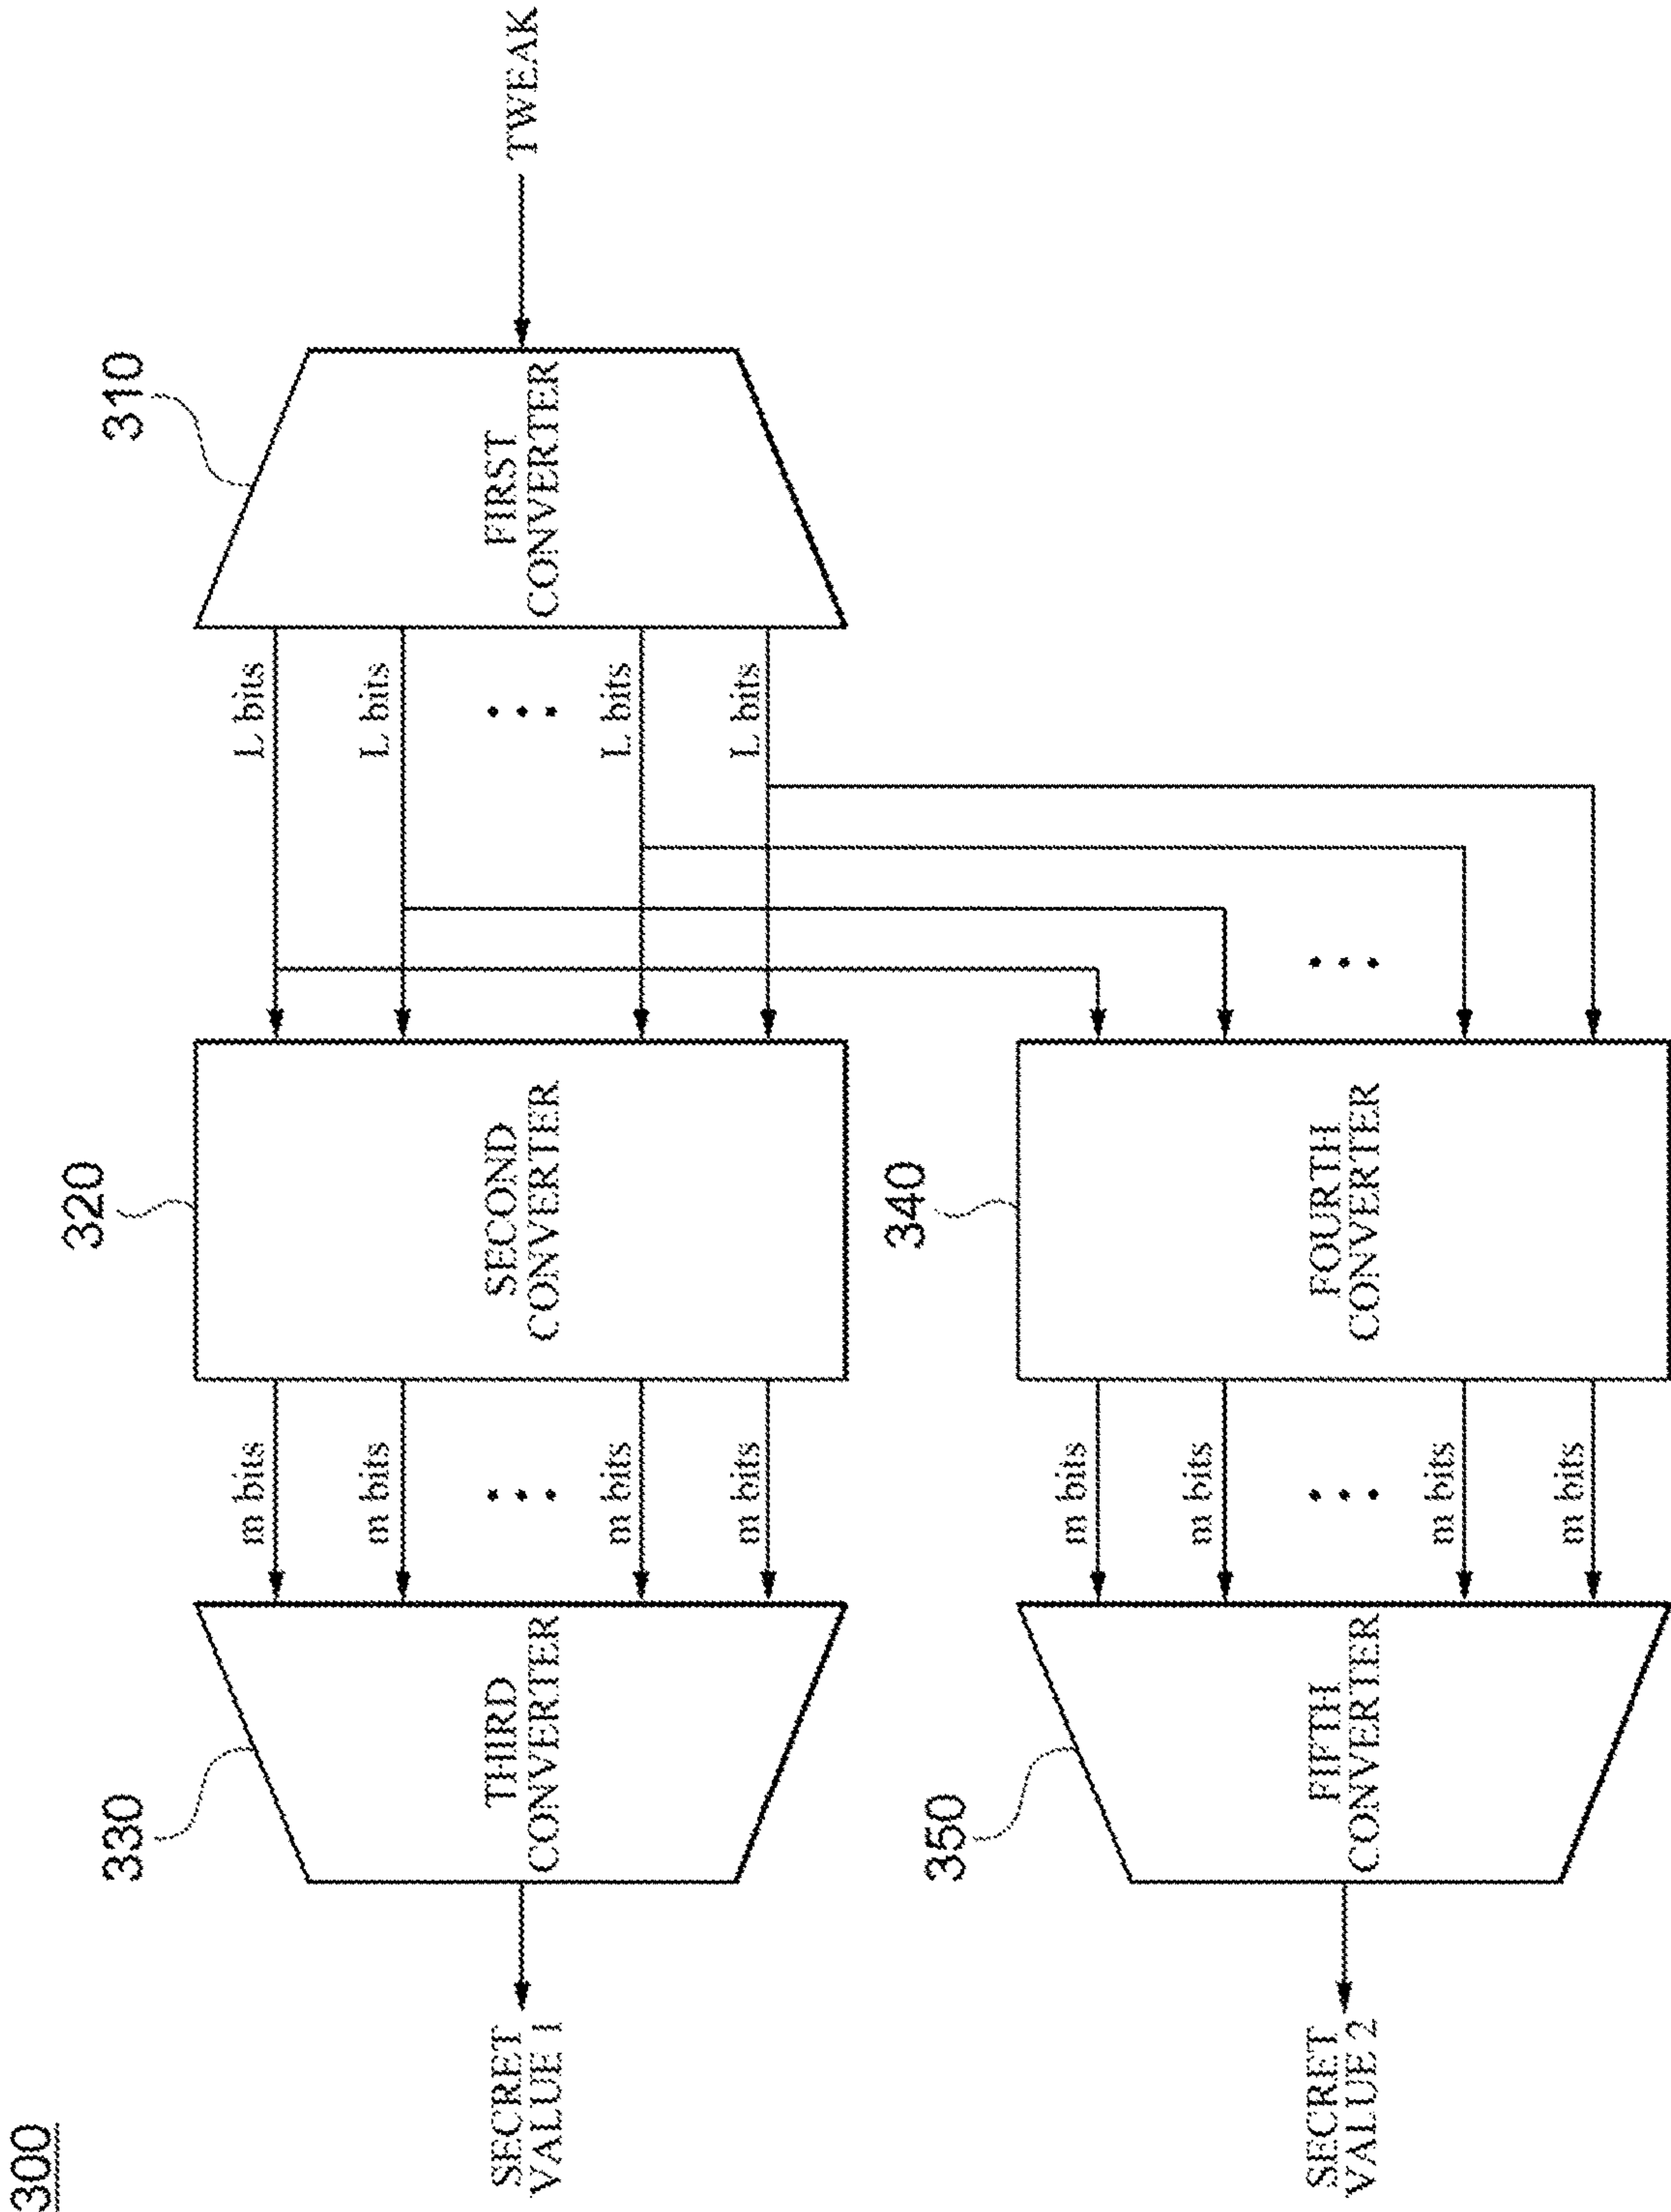 300
TWEAK
310
FIRST
CONVERTER
L bits
L bits
L bits
L bits
320
SECOND
CONVERTER
340
FOURTH
CONVERTER
m bits
m bits
m bits
m bits
m bits
m bits
m bits
m bits
330
THIRD
CONVERTER
350
FIFTH
CONVERTER
SECRET
VALUE 1
SECRET
VALUE 2